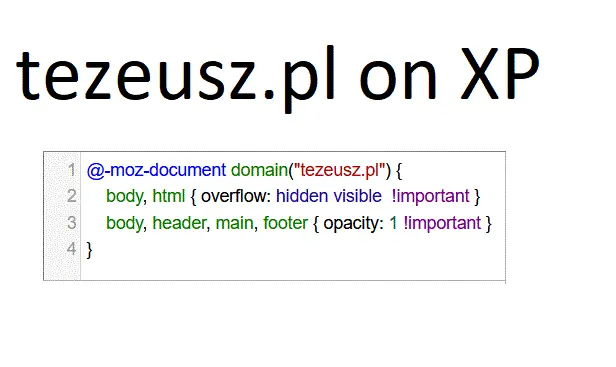 tezeusz.pl on XP
1 @-moz-document domain("tezeusz.pl") {
2 body, html { overflow: hidden visible  !important }
3 body, header, main, footer { opacity: 1 !important }
4 }